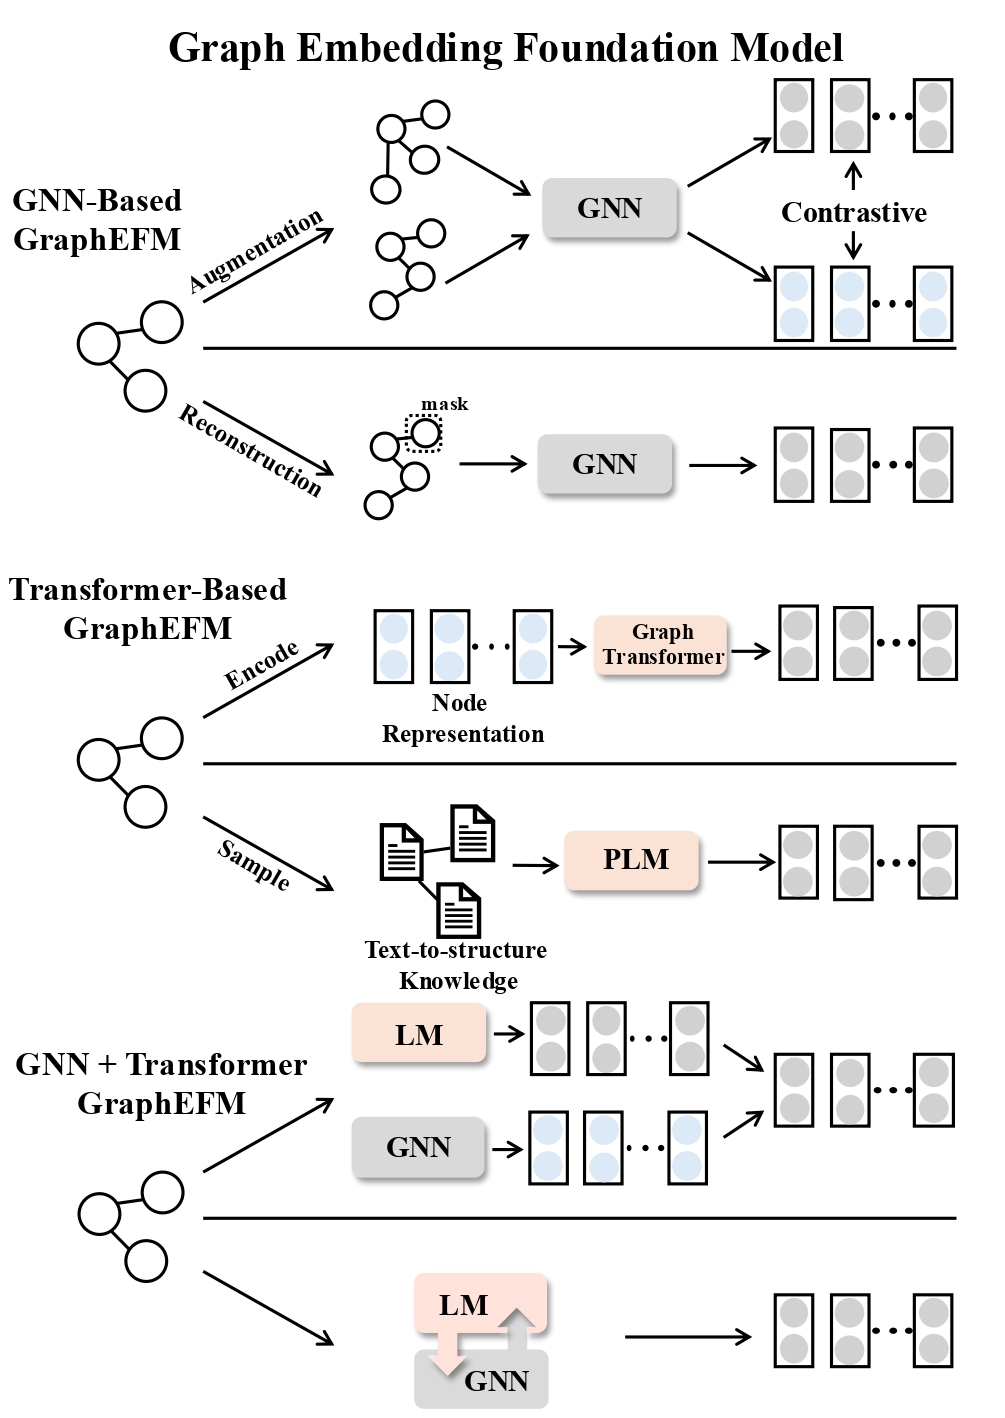 Graph Embedding Foundation Model
GNN-Based
GraphEFM
Augmentation
GNN
Contrastive
Reconstruction
mask
GNN
Transformer-Based
GraphEFM
Encode
Node
Representation
Graph
Transformer
Sample
Text-to-structure
Knowledge
PLM
GNN + Transformer
GraphEFM
LM
GNN
LM
GNN